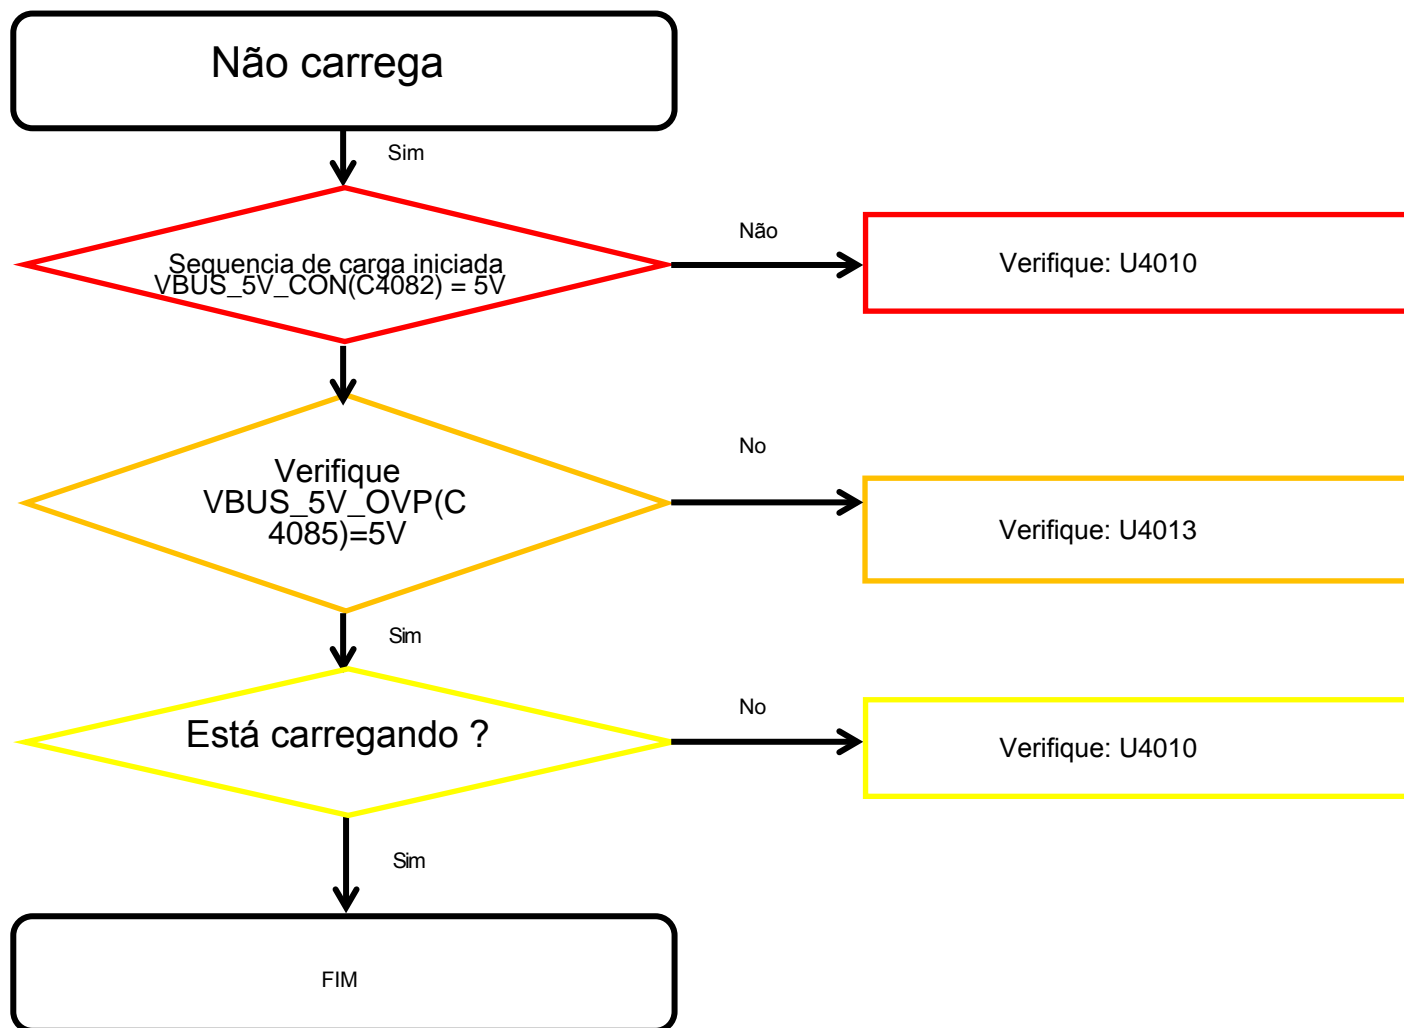 Não carrega
Sim
Sequencia de carga iniciada
VBUS_5V_CON(C4082) = 5V
Não
Verifique: U4010
Verifique
VBUS_5V_OVP(C
4085)=5V
No
Verifique: U4013
Sim
Está carregando ?
No
Verifique: U4010
Sim
FIM